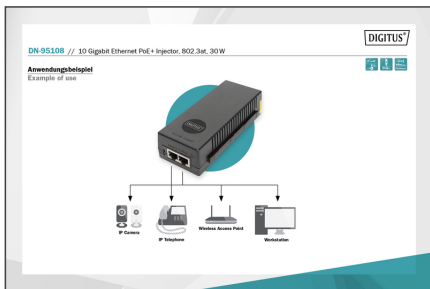 DIGITUS®
DN-95108 // 10 Gigabit Ethernet PoE+ Injector, 802.3at, 30 W
Anwendungsbeispiel
Example of use
IP Camera
IP Telephone
Wireless Access Point
Workstation